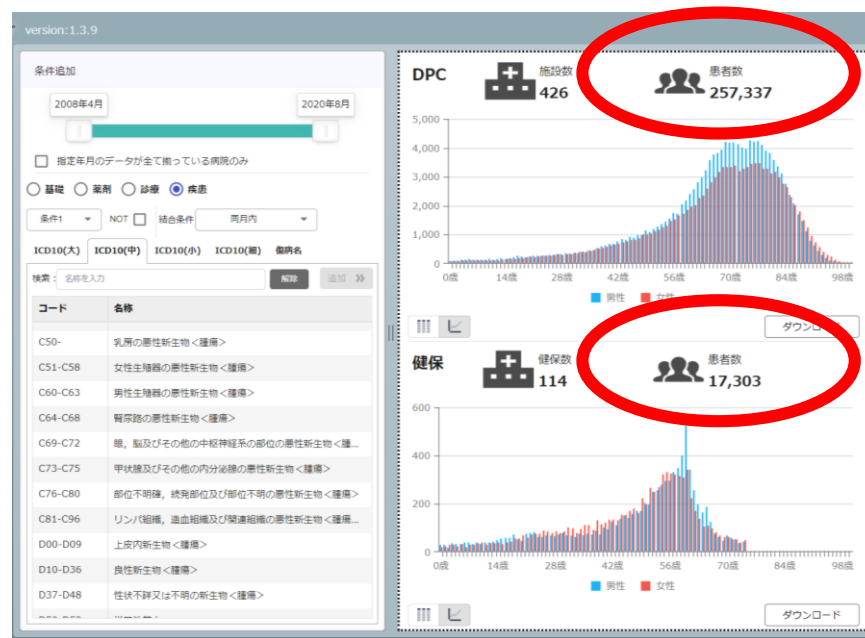 version:1.3.9
条件追加
2008年4月
2020年8月
指定年月のデータが全て揃っている病院のみ
基礎 薬剤 診療 疾患
条件1 NOT 結合条件 同月内
ICD10(大) ICD10(中) ICD10(小) ICD10(細) 傷病名
検索: 名称を入力 解除 追加 »
コード 名称
C50- 乳房の悪性新生物<腫瘍>
C51-C58 女性生殖器の悪性新生物<腫瘍>
C60-C63 男性生殖器の悪性新生物<腫瘍>
C64-C68 腎尿路の悪性新生物<腫瘍>
C69-C72 眼, 脳及びその他の中枢神経系の部位の悪性新生物<腫...
C73-C75 甲状腺及びその他の内分泌腺の悪性新生物<腫瘍>
C76-C80 部位不明確, 続発部位及び部位不明の悪性新生物<腫瘍>
C81-C96 リンパ組織, 造血組織及び関連組織の悪性新生物<腫瘍...
D00-D09 上皮内新生物<腫瘍>
D10-D36 良性新生物<腫瘍>
D37-D48 性状不詳又は不明の新生物<腫瘍>
DPC
施設数
426
患者数
257,337
5,000
4,000
3,000
2,000
1,000
0
0歳 14歳 28歳 42歳 56歳 70歳 84歳 98歳
男性 女性
ダウンロード
健保
健保数
114
患者数
17,303
600
400
200
0
0歳 14歳 28歳 42歳 56歳 70歳 84歳 98歳
男性 女性
ダウンロード